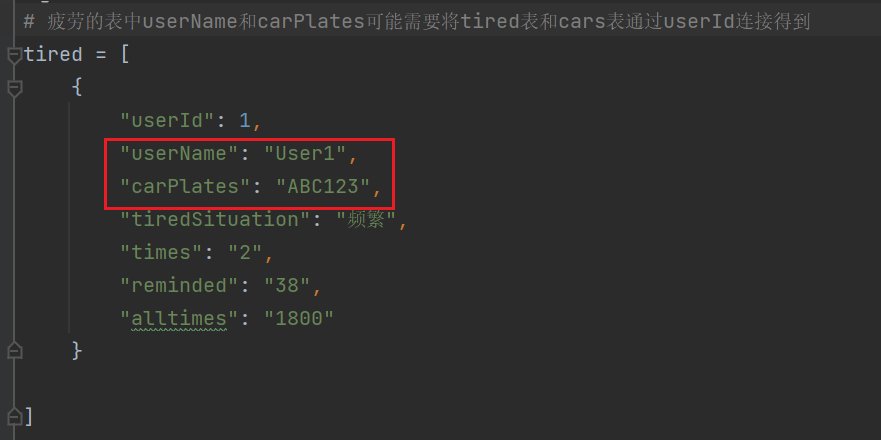 # 疲劳的表中userName和carPlates可能需要将tired表和cars表通过userId连接得到
tired = [
{
"userId": 1,
"userName": "User1",
"carPlates": "ABC123",
"tiredSituation": "频繁",
"times": "2",
"reminded": "38",
"alltimes": "1800"
}
]